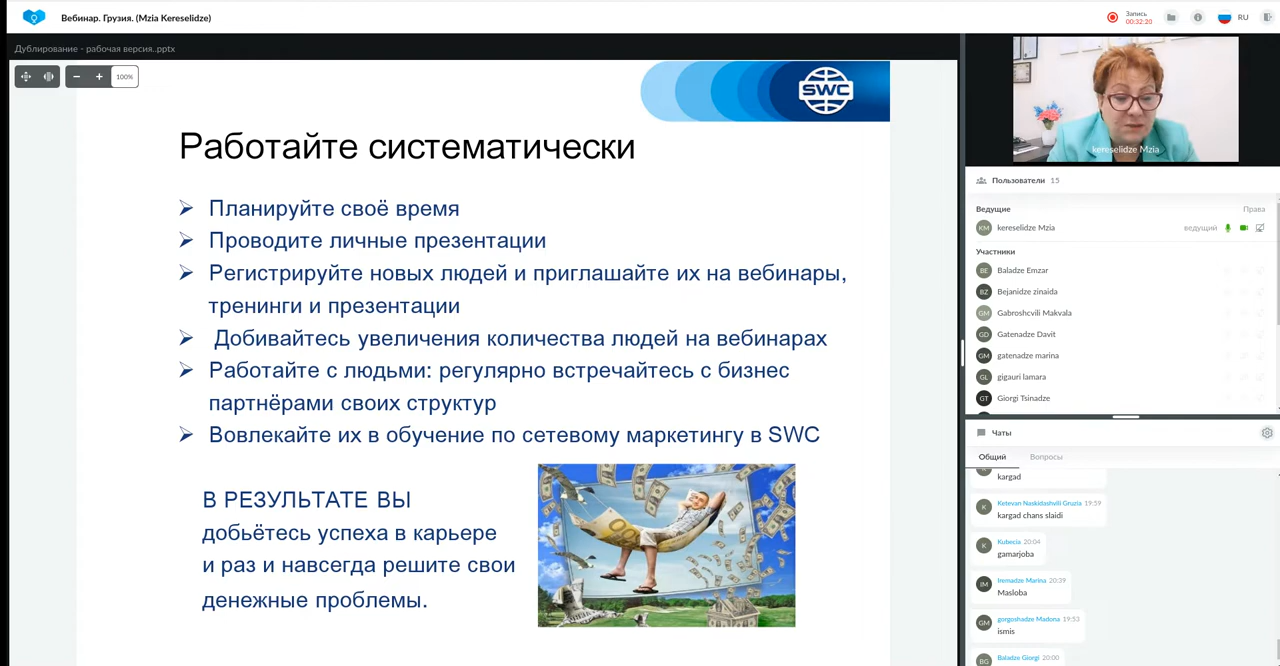 Вебинар. Грузия. (Mzia Kereselidze)
Запись
00:32:20
RU
Дублирование - рабочая версия..pptx
100%
SWC
Работайте систематически
Планируйте своё время
Проводите личные презентации
Регистрируйте новых людей и приглашайте их на вебинары,
тренинги и презентации
Добивайтесь увеличения количества людей на вебинарах
Работайте с людьми: регулярно встречайтесь с бизнес
партнёрами своих структур
Вовлекайте их в обучение по сетевому маркетингу в SWC
В РЕЗУЛЬТАТЕ ВЫ
добьётесь успеха в карьере
и раз и навсегда решите свои
денежные проблемы.
kereselidze Mzia
Пользователи 15
Ведущие Права
KM kereselidze Mzia ведущий
Участники
BE Baladze Emzar
BZ Bejanidze zinaida
GM Gabroshcvili Makvala
GD Gatenadze Davit
GM gatenadze marina
GL gigauri lamara
GT Giorgi Tsinadze
Чаты
Общий Вопросы
kargad
K Ketevan Naskidashvili Gruzia 19:59
kargad chans slaidi
K Kubecia 20:04
gamarjoba
IM Iremadze Marina 20:39
Masloba
GM gorgoshadze Madona 19:53
ismis
BG Baladze Giorgi 20:00